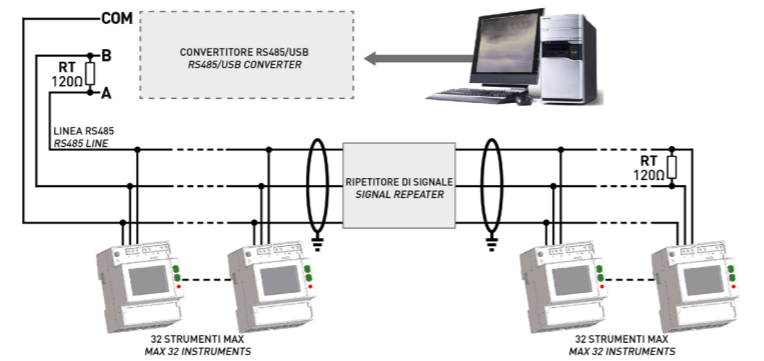 COM
B
RT
120Ω
A
CONVERTITORE RS485/USB
RS485/USB CONVERTER
LINEA RS485
RS485 LINE
RIPETITORE DI SIGNALE
SIGNAL REPEATER
RT
120Ω
32 STRUMENTI MAX
MAX 32 INSTRUMENTS
32 STRUMENTI MAX
MAX 32 INSTRUMENTS